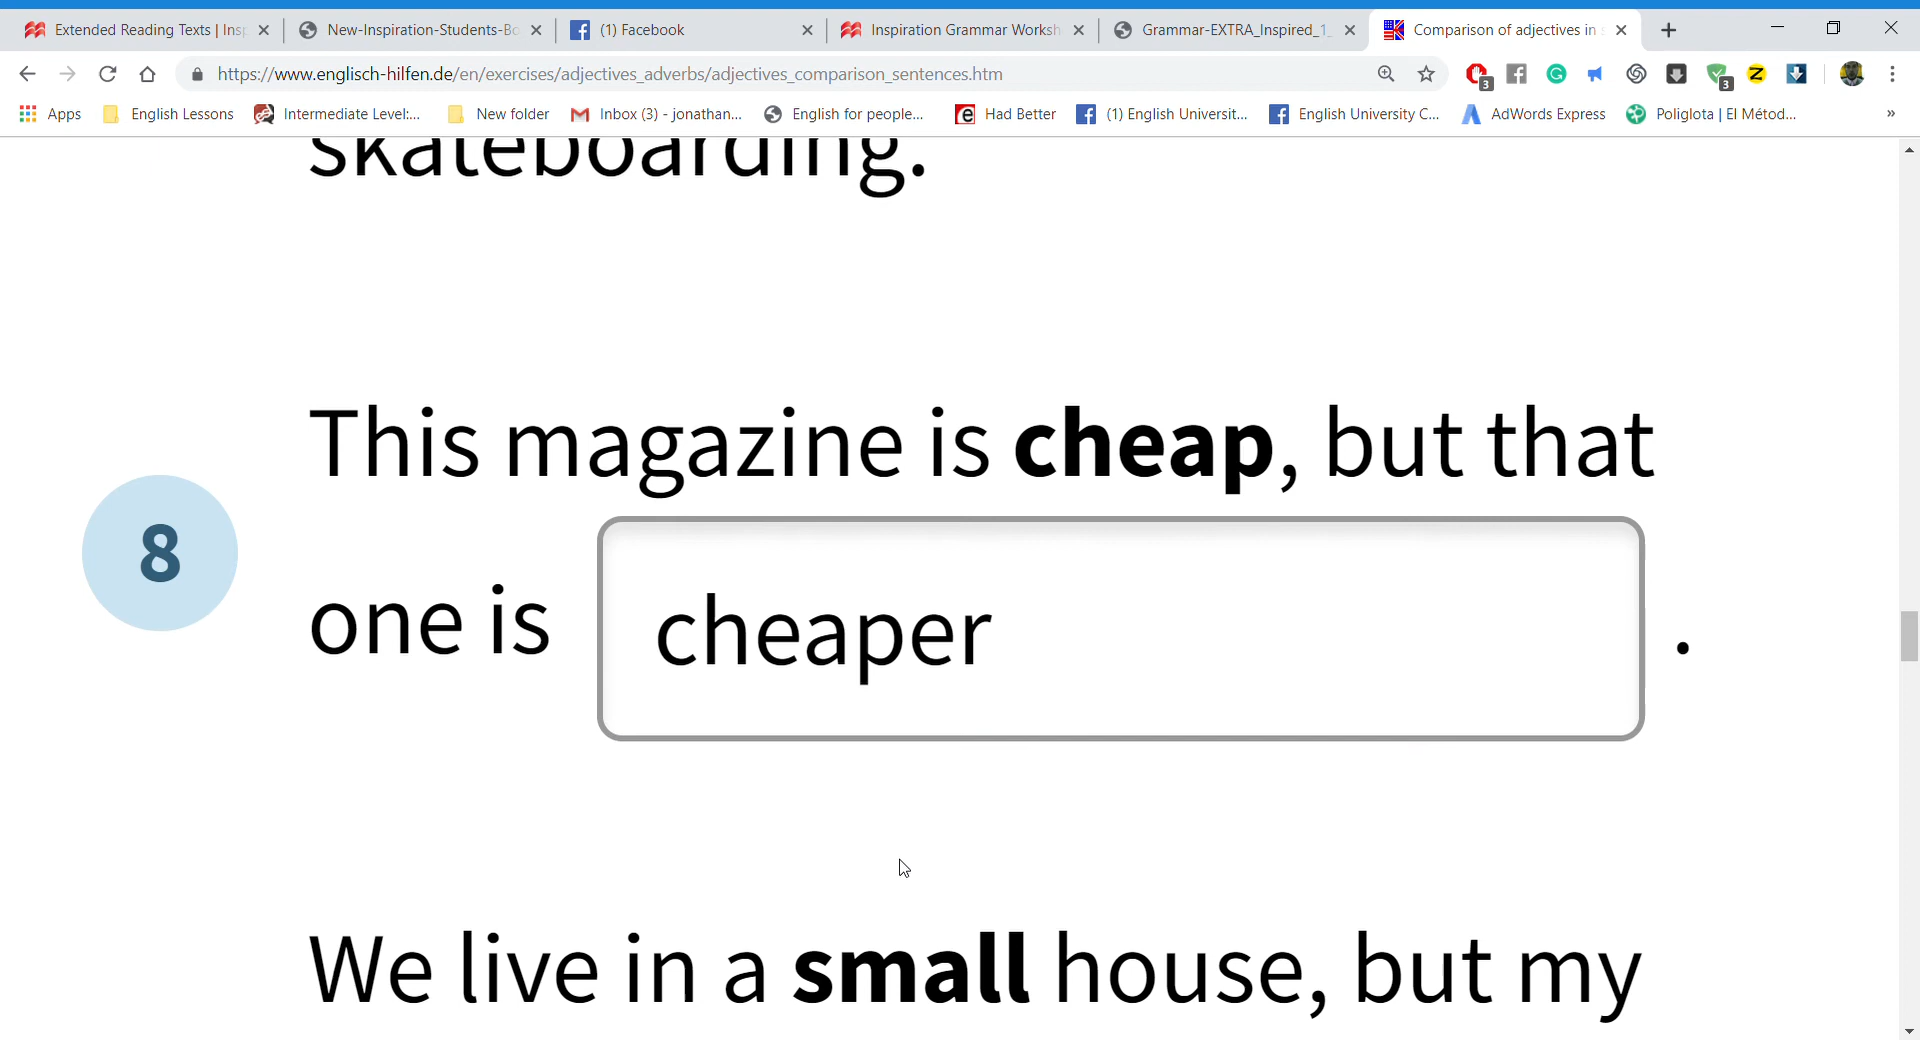 Extended Reading Texts | Insp
New-Inspiration-Students-Bo
(1) Facebook
Inspiration Grammar Worksh
Grammar-EXTRA_Inspired_1_
Comparison of adjectives in s
https://www.englisch-hilfen.de/en/exercises/adjectives_adverbs/adjectives_comparison_sentences.htm
3
3
Apps
English Lessons
Intermediate Level:...
New folder
Inbox (3) - jonathan...
English for people...
Had Better
(1) English Universit...
English University C...
AdWords Express
Poliglota | El Métod...
»
skateboarding.
This magazine is cheap, but that
8
one is cheaper .
We live in a small house, but my